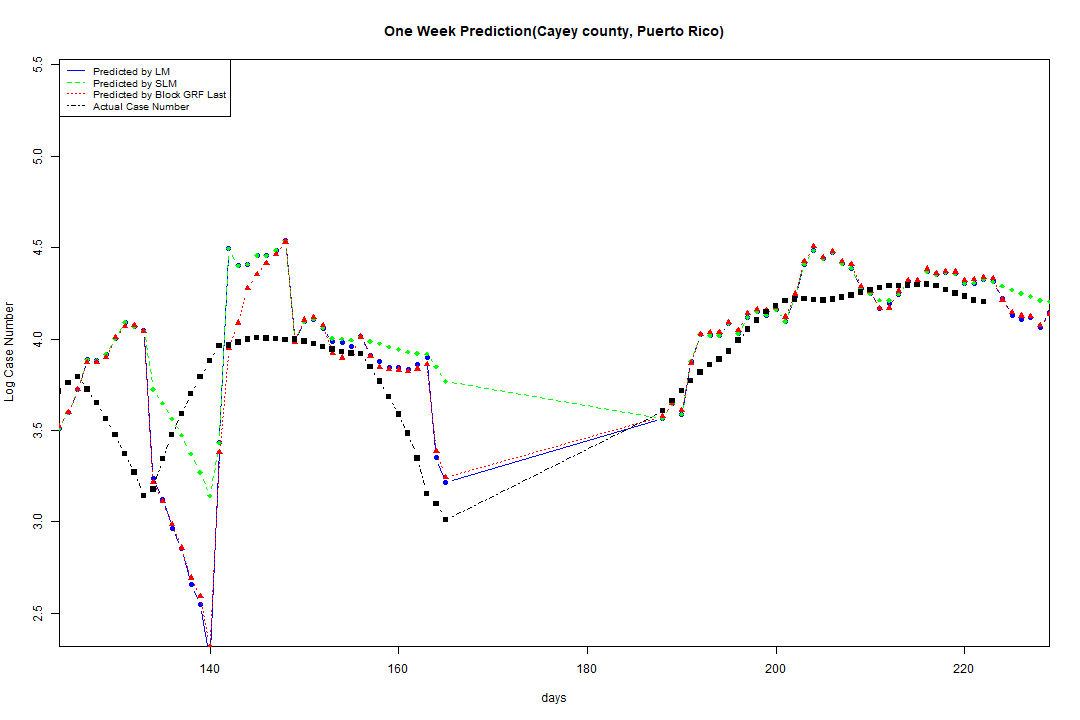 One Week Prediction(Cayey county, Puerto Rico)
5.5
Predicted by LM
Predicted by SLM
Predicted by Block GRF Last
Actual Case Number
5.0
4.5
4.0
3.5
3.0
2.5
Log Case Number
140
160
180
200
220
days